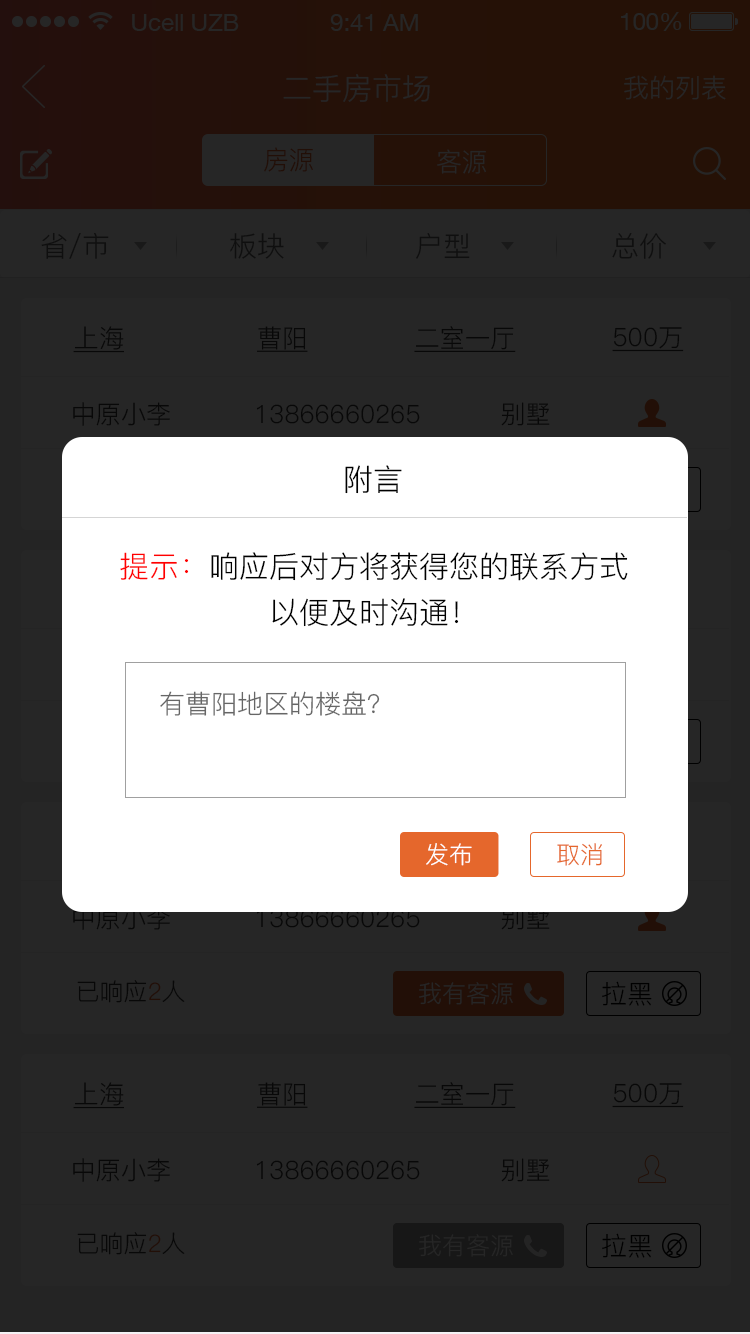 Ucell UZB 9:41 AM 100%
二手房市场 我的列表
房源 客源
省/市 板块 户型 总价
上海 曹阳 二室一厅 500万
中原小李 13866660265 别墅
附言
提示：响应后对方将获得您的联系方式
以便及时沟通！
有曹阳地区的楼盘？
发布 取消
中原小李 13866660265 别墅
已响应2人 我有客源 拉黑
上海 曹阳 二室一厅 500万
中原小李 13866660265 别墅
已响应2人 我有客源 拉黑